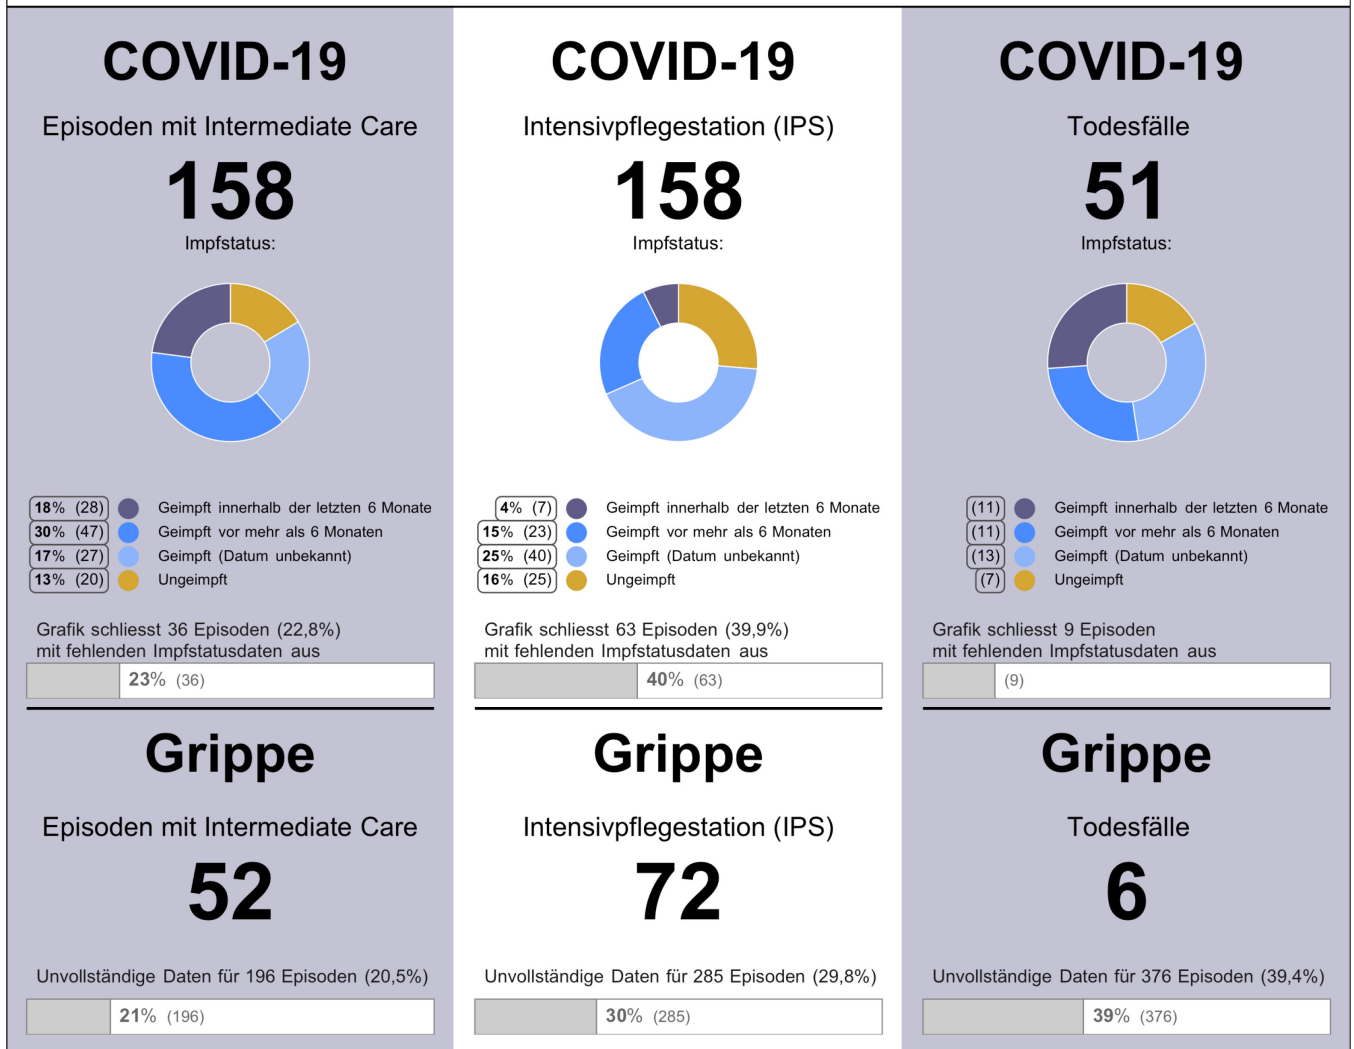 COVID-19
Episoden mit Intermediate Care
158
Impfstatus:
18% (28) Geimpft innerhalb der letzten 6 Monate
30% (47) Geimpft vor mehr als 6 Monaten
17% (27) Geimpft (Datum unbekannt)
13% (20) Ungeimpft
Grafik schliesst 36 Episoden (22,8%)
mit fehlenden Impfstatusdaten aus
23% (36)
Grippe
Episoden mit Intermediate Care
52
Unvollständige Daten für 196 Episoden (20,5%)
21% (196)
COVID-19
Intensivpflegestation (IPS)
158
Impfstatus:
4% (7) Geimpft innerhalb der letzten 6 Monate
15% (23) Geimpft vor mehr als 6 Monaten
25% (40) Geimpft (Datum unbekannt)
16% (25) Ungeimpft
Grafik schliesst 63 Episoden (39,9%)
mit fehlenden Impfstatusdaten aus
40% (63)
Grippe
Intensivpflegestation (IPS)
72
Unvollständige Daten für 285 Episoden (29,8%)
30% (285)
COVID-19
Todesfälle
51
Impfstatus:
(11) Geimpft innerhalb der letzten 6 Monate
(11) Geimpft vor mehr als 6 Monaten
(13) Geimpft (Datum unbekannt)
(7) Ungeimpft
Grafik schliesst 9 Episoden
mit fehlenden Impfstatusdaten aus
(9)
Grippe
Todesfälle
6
Unvollständige Daten für 376 Episoden (39,4%)
39% (376)